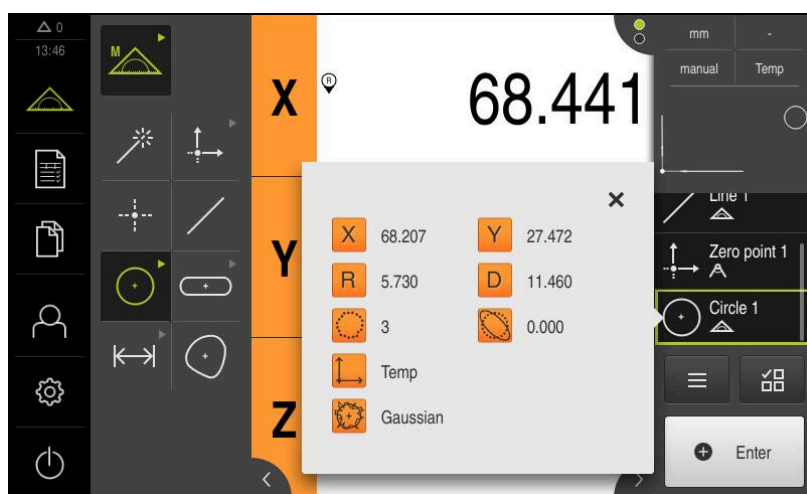 0
13:46
M
X
R
68.441
mm
-
manual
Temp
Y
Z
X
68.207
Y
27.472
R
5.730
D
11.460
3
0.000
Temp
Gaussian
Line 1
Zero point 1
Circle 1
Enter